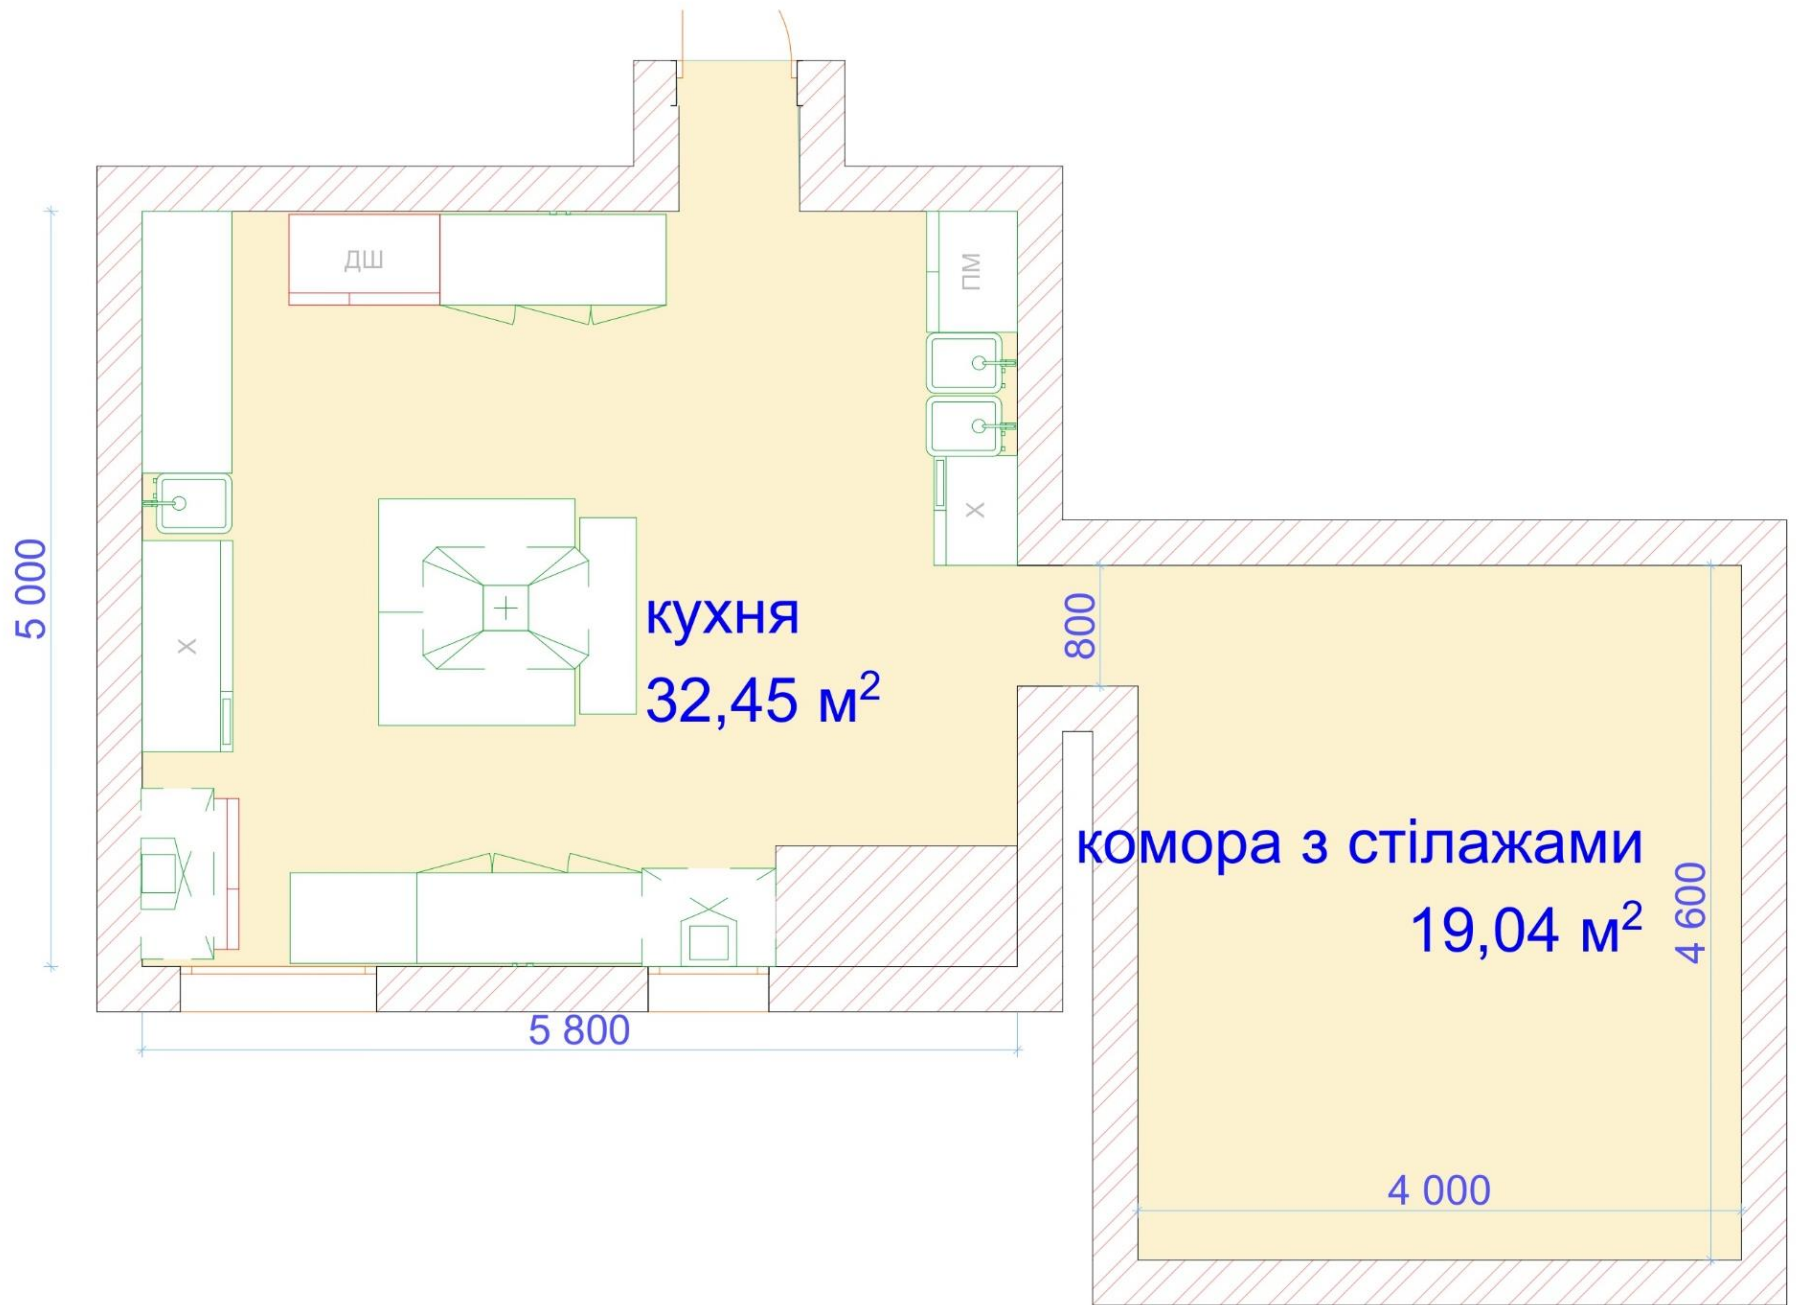 ДШ
ПМ
Х
5 000
кухня
32,45 м²
800
Х
комора з стілажами
19,04 м²
4 600
5 800
4 000